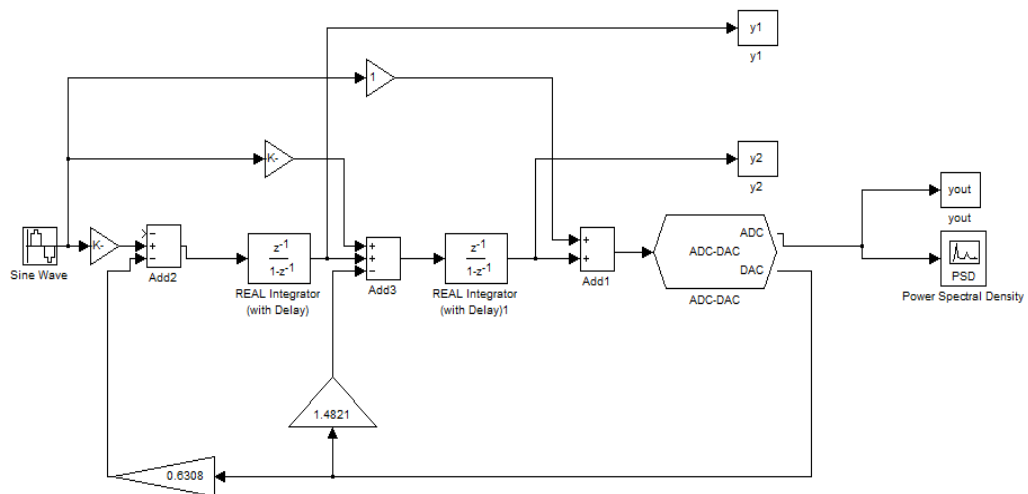 y1
y1
1
K-
y2
y2
yout
yout
Sine Wave
K-
−
+
−
Add2
z-1
1-z-1
REAL Integrator
(with Delay)
+
+
−
Add3
z-1
1-z-1
REAL Integrator
(with Delay)1
+
+
Add1
ADC
ADC-DAC
DAC
ADC-DAC
PSD
Power Spectral Density
1.4821
0.6308